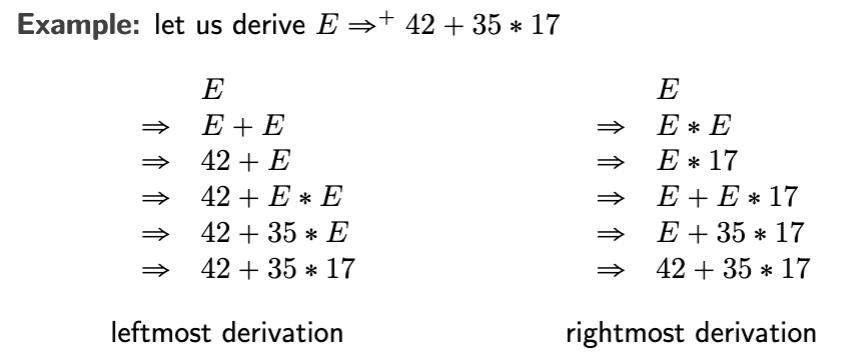 Example: let us derive E ⇒⁺ 42 + 35 ∗ 17
E
⇒ E + E
⇒ 42 + E
⇒ 42 + E ∗ E
⇒ 42 + 35 ∗ E
⇒ 42 + 35 ∗ 17
leftmost derivation
E
⇒ E ∗ E
⇒ E ∗ 17
⇒ E + E ∗ 17
⇒ E + 35 ∗ 17
⇒ 42 + 35 ∗ 17
rightmost derivation